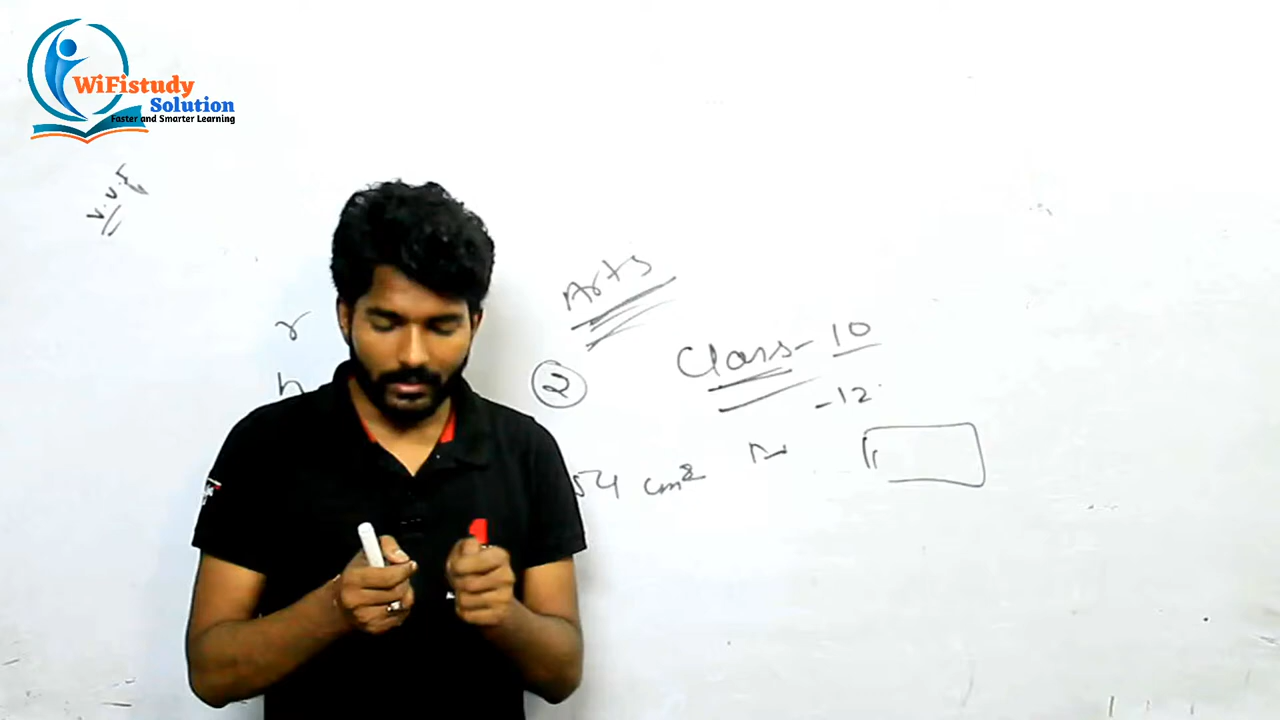 WiFistudy
Solution
Faster and Smarter Learning
V.V.I
Arts
r
Class - 10
h
2
- 12
54 cm²